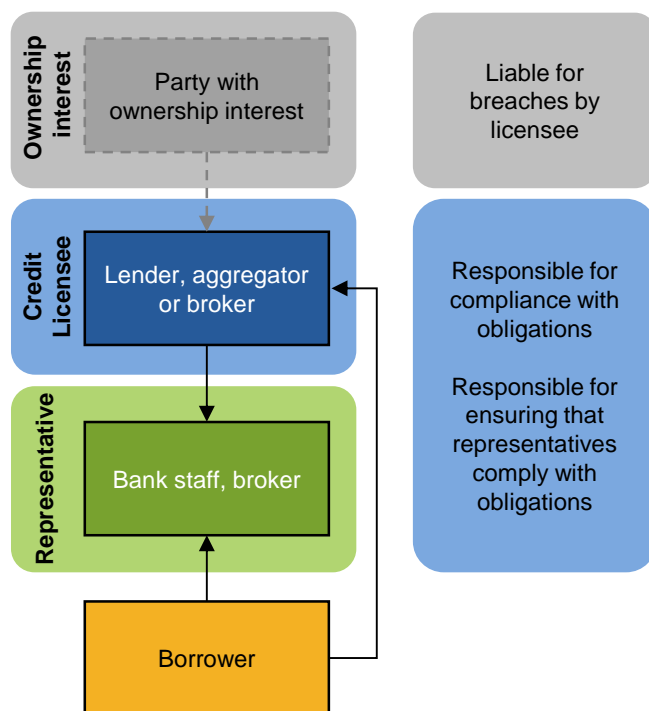 Ownership
interest
Party with
ownership interest
Liable for
breaches by
licensee
Credit
Licensee
Lender, aggregator
or broker
Responsible for
compliance with
obligations
Responsible for
ensuring that
representatives
comply with
obligations
Representative
Bank staff, broker
Borrower